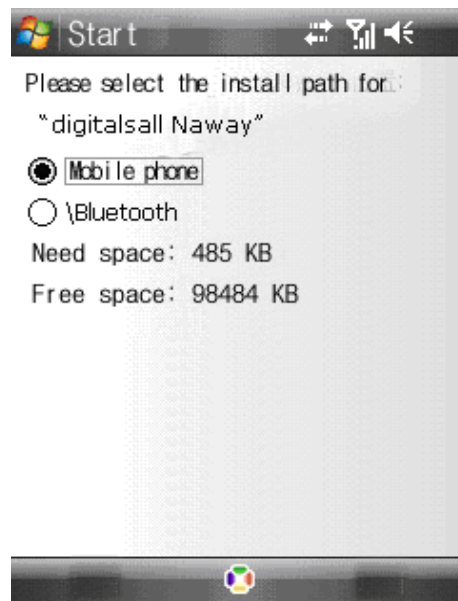 Start
Please select the install path for :
"digitalsall Naway"
Mobile phone
\Bluetooth
Need space: 485 KB
Free space: 98484 KB